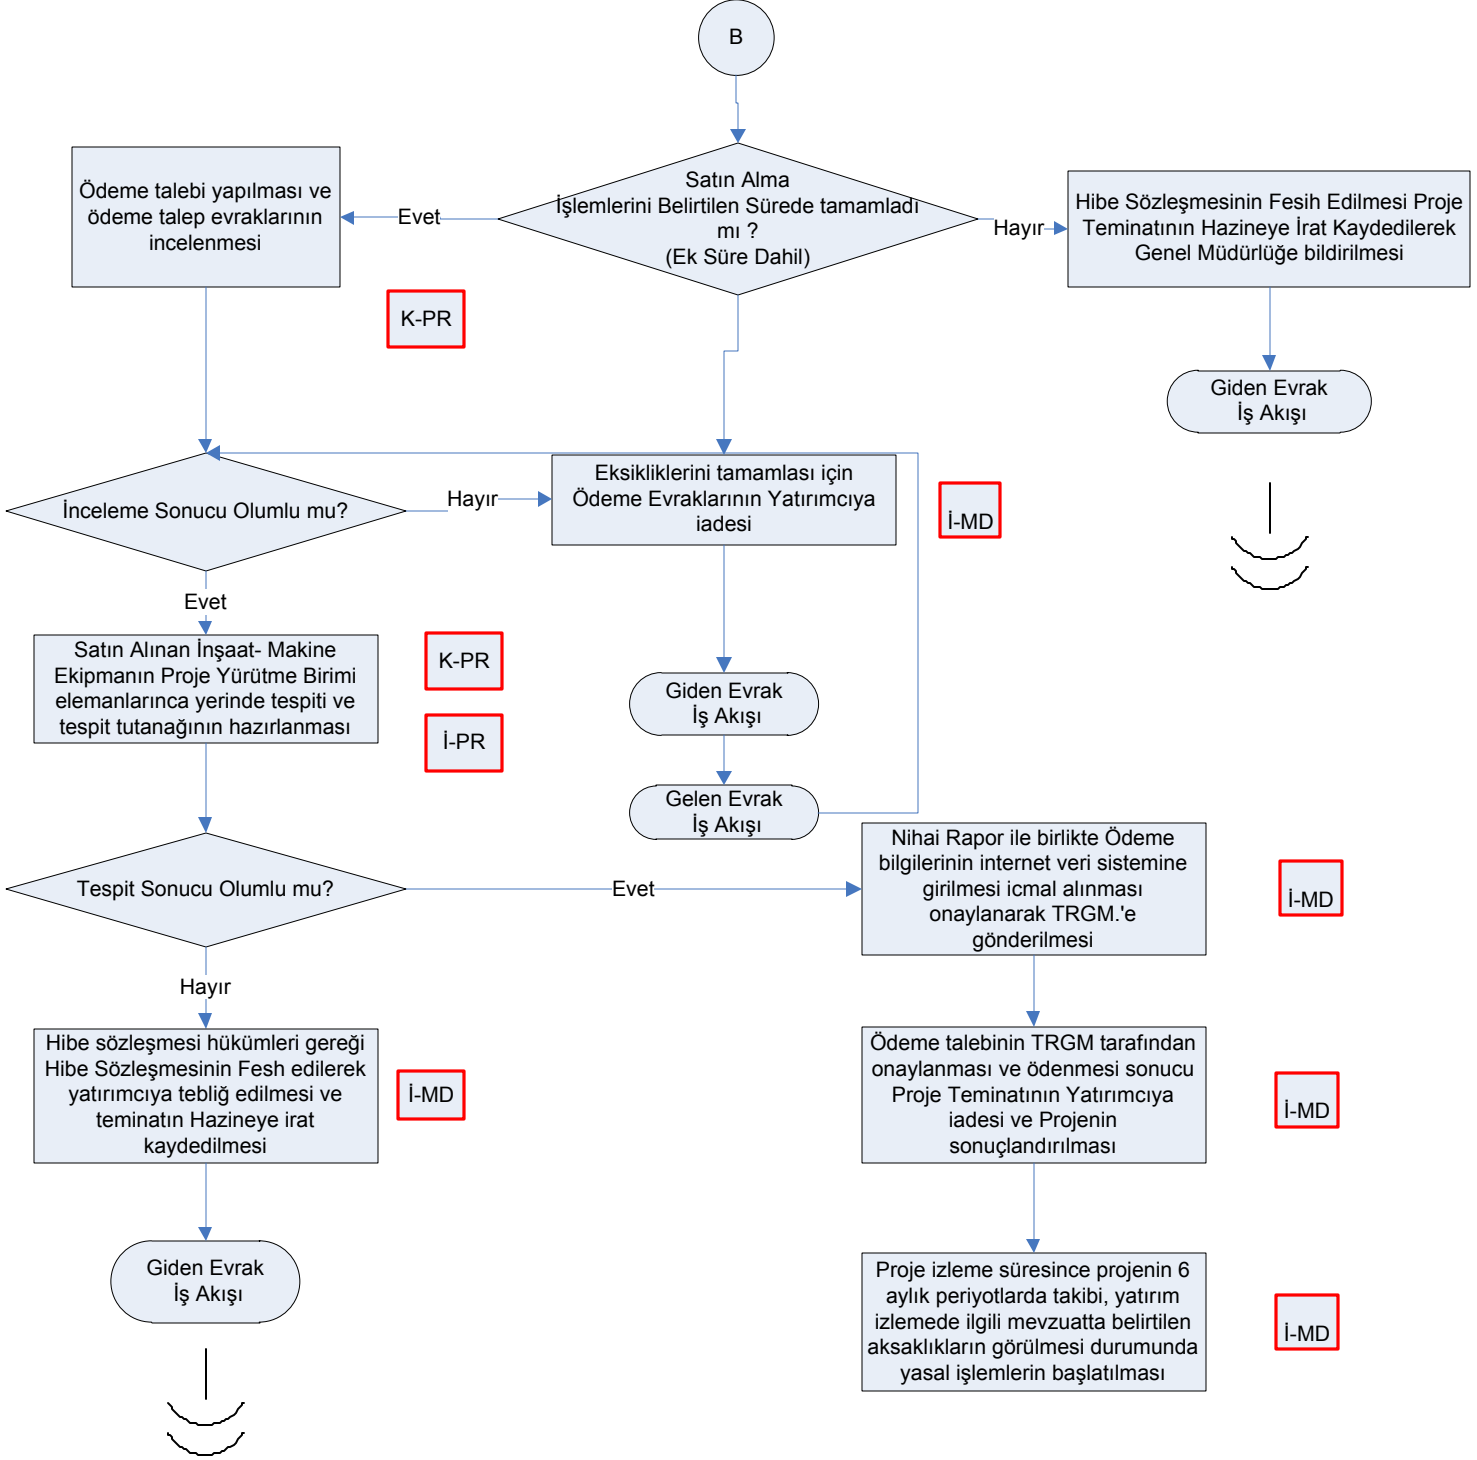 B
Satın Alma
İşlemlerini Belirtilen Sürede tamamladı
mı ?
(Ek Süre Dahil)
Evet
Hayır
Ödeme talebi yapılması ve
ödeme talep evraklarının
incelenmesi
Hibe Sözleşmesinin Fesih Edilmesi Proje
Teminatının Hazineye İrat Kaydedilerek
Genel Müdürlüğe bildirilmesi
K-PR
Giden Evrak
İş Akışı
İnceleme Sonucu Olumlu mu?
Hayır
Eksikliklerini tamamlası için
Ödeme Evraklarının Yatırımcıya
iadesi
İ-MD
Evet
Satın Alınan İnşaat- Makine
Ekipmanın Proje Yürütme Birimi
elemanlarınca yerinde tespiti ve
tespit tutanağının hazırlanması
K-PR
İ-PR
Giden Evrak
İş Akışı
Gelen Evrak
İş Akışı
Tespit Sonucu Olumlu mu?
Evet
Nihai Rapor ile birlikte Ödeme
bilgilerinin internet veri sistemine
girilmesi icmal alınması
onaylanarak TRGM.'e
gönderilmesi
İ-MD
Hayır
Hibe sözleşmesi hükümleri gereği
Hibe Sözleşmesinin Fesh edilerek
yatırımcıya tebliğ edilmesi ve
teminatın Hazineye irat
kaydedilmesi
İ-MD
Ödeme talebinin TRGM tarafından
onaylanması ve ödenmesi sonucu
Proje Teminatının Yatırımcıya
iadesi ve Projenin
sonuçlandırılması
İ-MD
Giden Evrak
İş Akışı
Proje izleme süresince projenin 6
aylık periyotlarda takibi, yatırım
izlemede ilgili mevzuatta belirtilen
aksaklıkların görülmesi durumunda
yasal işlemlerin başlatılması
İ-MD